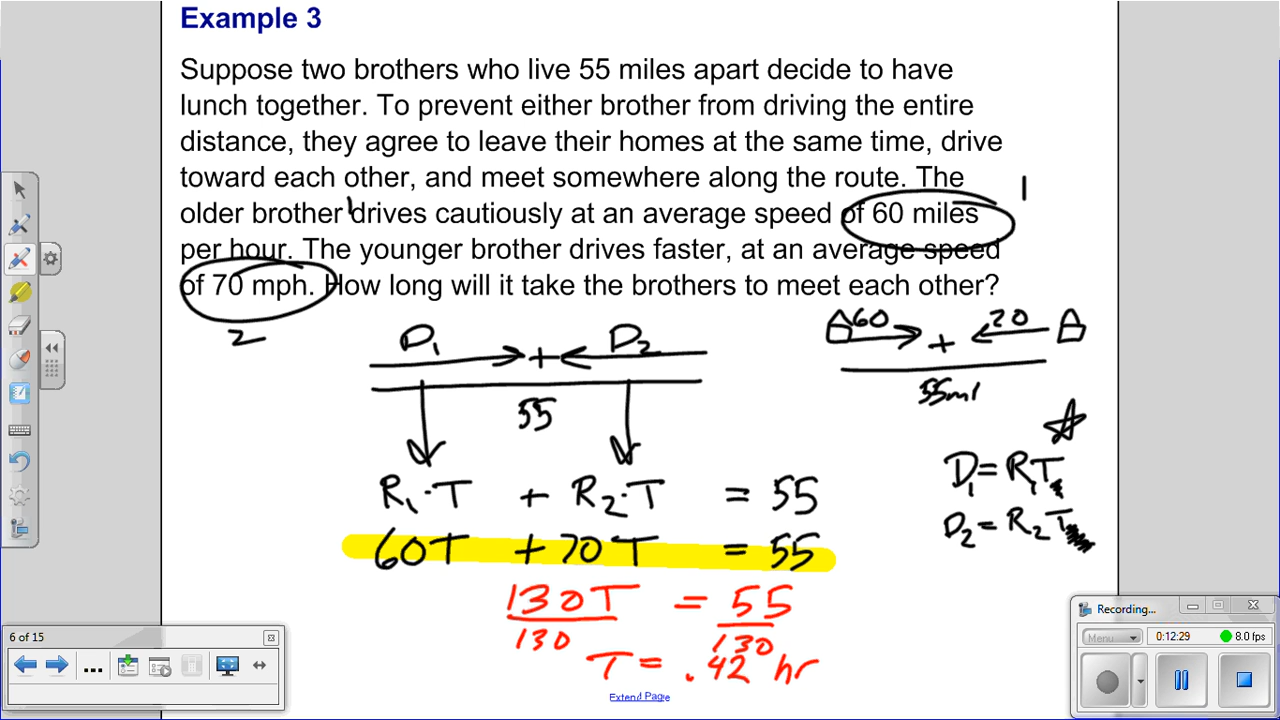 Example 3
Suppose two brothers who live 55 miles apart decide to have
lunch together. To prevent either brother from driving the entire
distance, they agree to leave their homes at the same time, drive
toward each other, and meet somewhere along the route. The
1
older brother drives cautiously at an average speed of 60 miles
per hour. The younger brother drives faster, at an average speed
of 70 mph. How long will it take the brothers to meet each other?
2
D1 + D2
60 + 20
55
55ml
R1·T + R2·T = 55
D1 = R1T
60T + 70T = 55
D2 = R2T
130T = 55
130 130
T = .42 hr
Extend Page
6 of 15
...
Recording...
Menu
0:12:29
8.0 fps